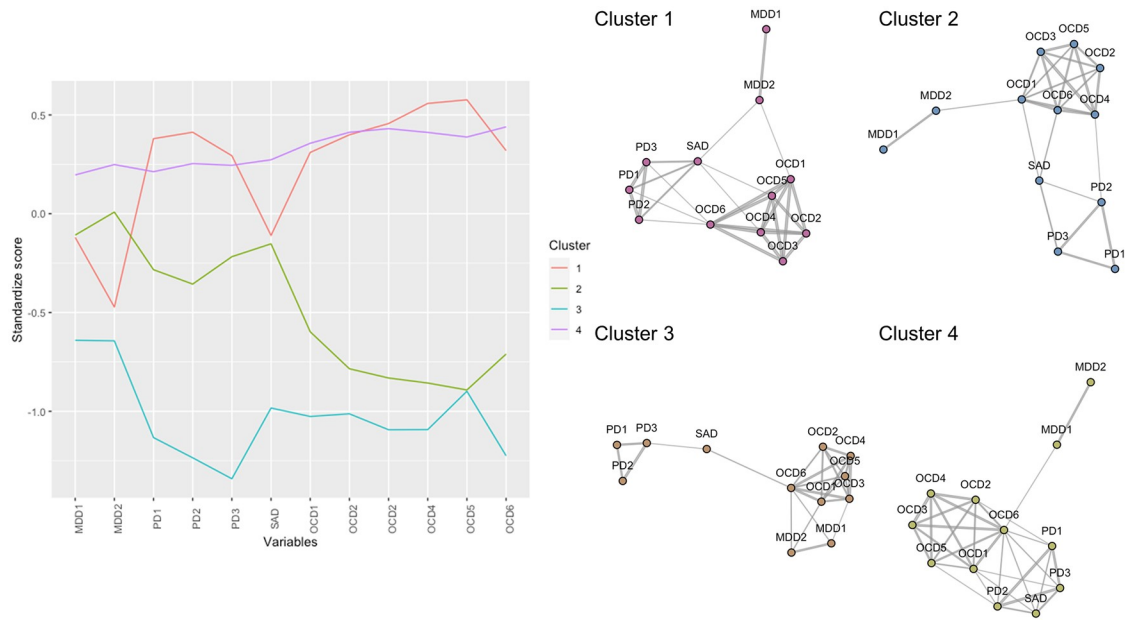 Standardize score
0.5
0.0
-0.5
-1.0
MDD1
MDD2
PD1
PD2
PD3
SAD
OCD1
OCD2
OCD2
OCD4
OCD5
OCD6
Variables
Cluster
1
2
3
4
Cluster 1
MDD1
MDD2
PD3
SAD
PD1
PD2
OCD1
OCD5
OCD6
OCD4
OCD2
OCD3
Cluster 2
OCD5
OCD3
OCD2
OCD1
MDD2
OCD6
OCD4
MDD1
SAD
PD2
PD3
PD1
Cluster 3
PD1
PD3
SAD
PD2
OCD2
OCD4
OCD5
OCD6
OCD1
OCD3
MDD1
MDD2
Cluster 4
MDD2
MDD1
OCD4
OCD2
OCD3
OCD6
PD1
OCD5
OCD1
PD3
PD2
SAD